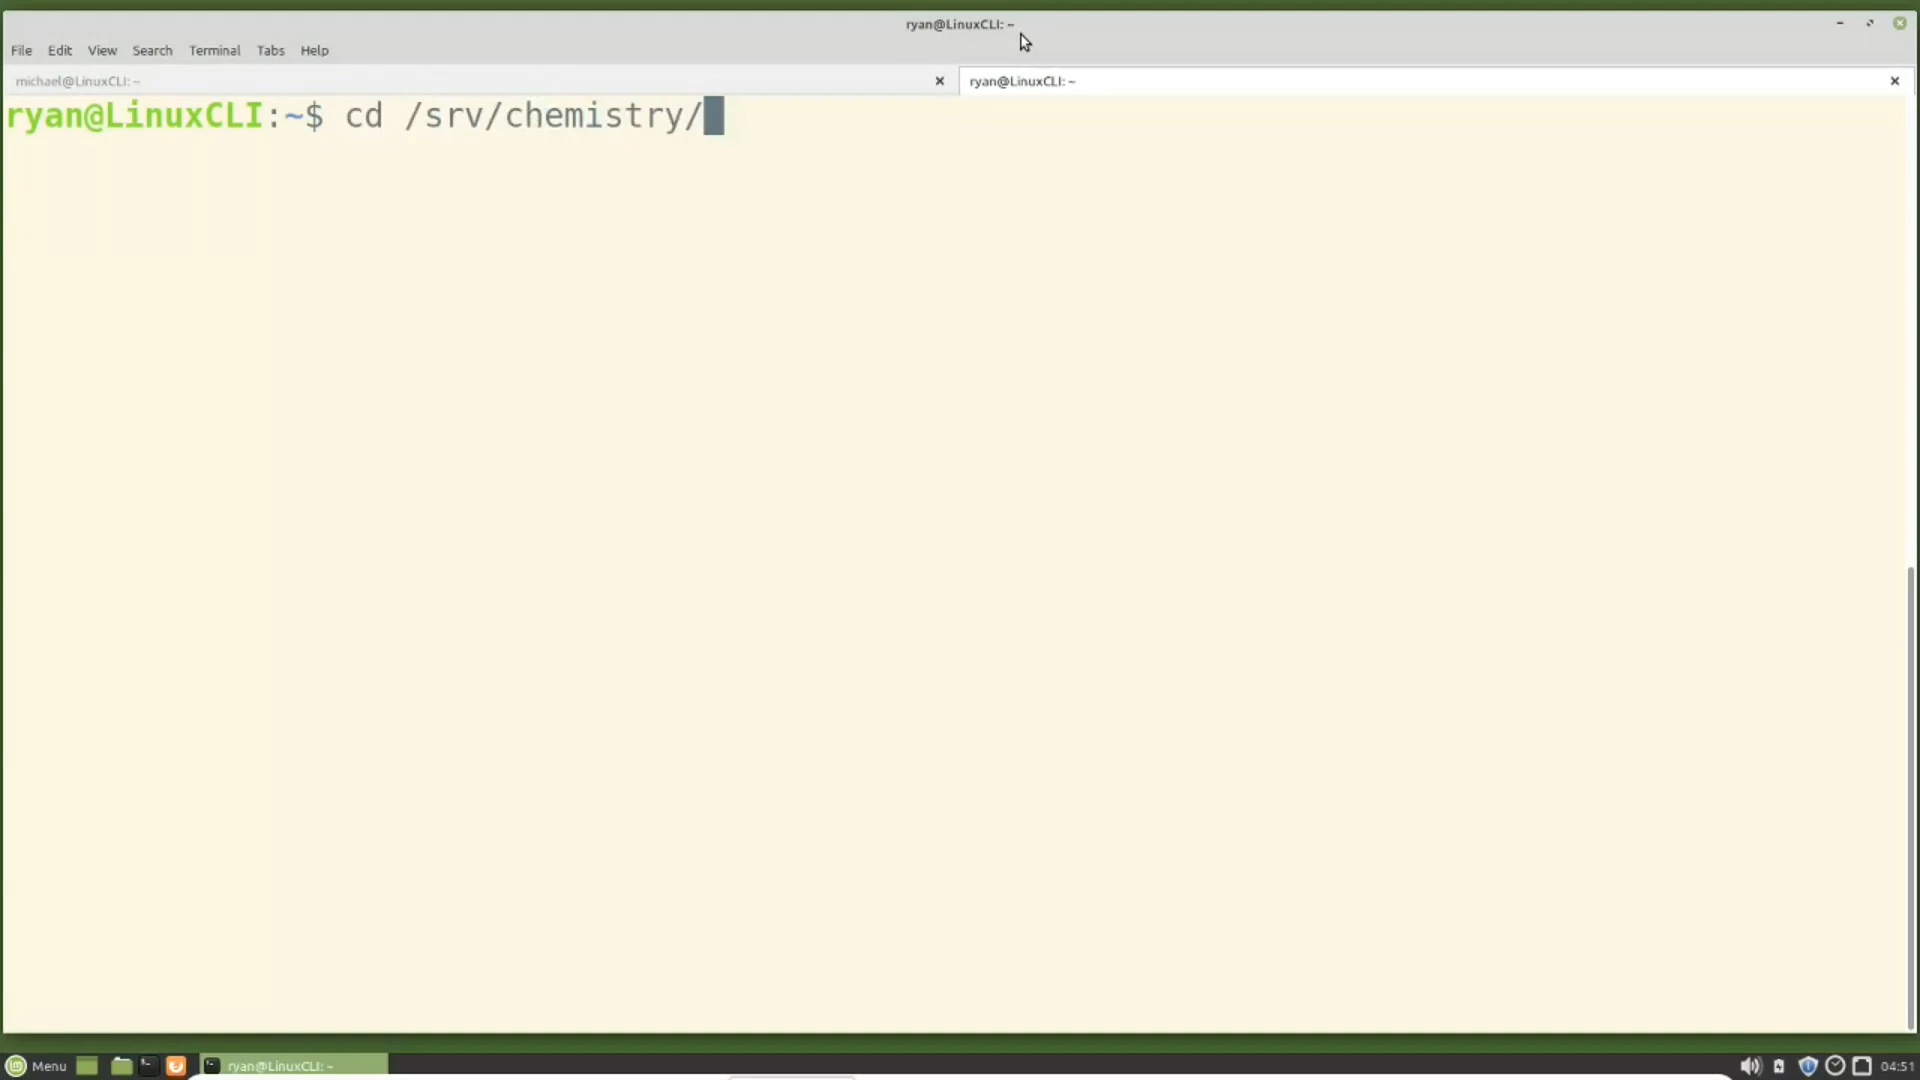 ryan@LinuxCLI: ~
File Edit View Search Terminal Tabs Help
michael@LinuxCLI: ~
ryan@LinuxCLI: ~
ryan@LinuxCLI:~$ cd /srv/chemistry/
Menu
ryan@LinuxCLI: ~
04:51